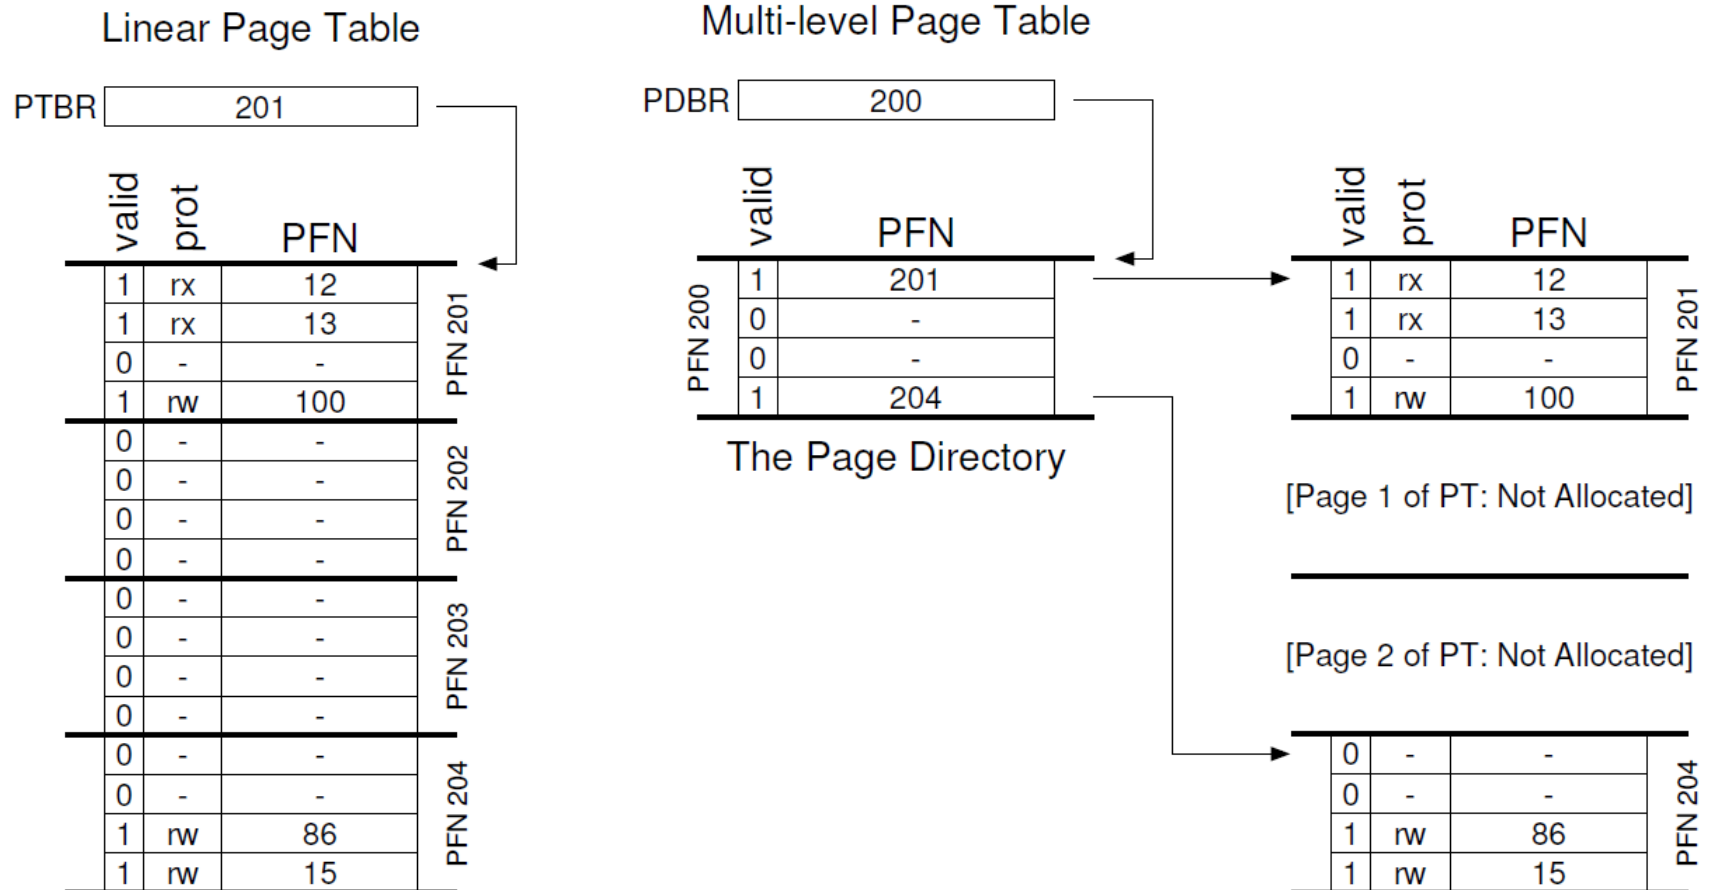 Linear Page Table
PTBR 201
valid prot PFN
1 rx 12
1 rx 13
0 - -
1 rw 100
PFN 201
0 - -
0 - -
0 - -
0 - -
PFN 202
0 - -
0 - -
0 - -
0 - -
PFN 203
0 - -
0 - -
1 rw 86
1 rw 15
PFN 204
Multi-level Page Table
PDBR 200
valid PFN
PFN 200
1 201
0 -
0 -
1 204
The Page Directory
valid prot PFN
1 rx 12
1 rx 13
0 - -
1 rw 100
PFN 201
[Page 1 of PT: Not Allocated]
[Page 2 of PT: Not Allocated]
0 - -
0 - -
1 rw 86
1 rw 15
PFN 204